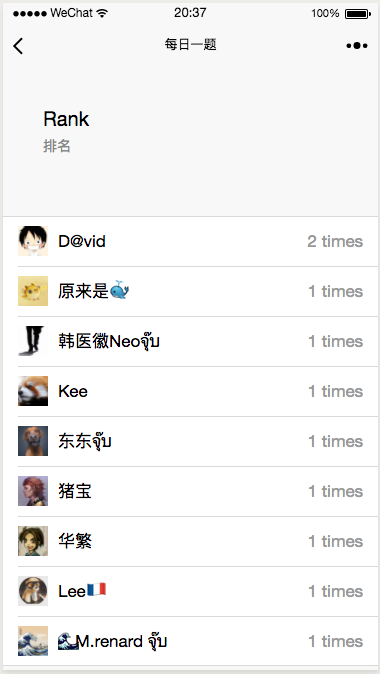 WeChat 20:37 100%
每日一题
Rank
排名
D@vid 2 times
原来是🐳 1 times
韩医徽Neoจุ๊บ 1 times
Kee 1 times
东东จุ๊บ 1 times
猪宝 1 times
华繁 1 times
Lee🇫🇷 1 times
🌊M.renard จุ๊บ 1 times